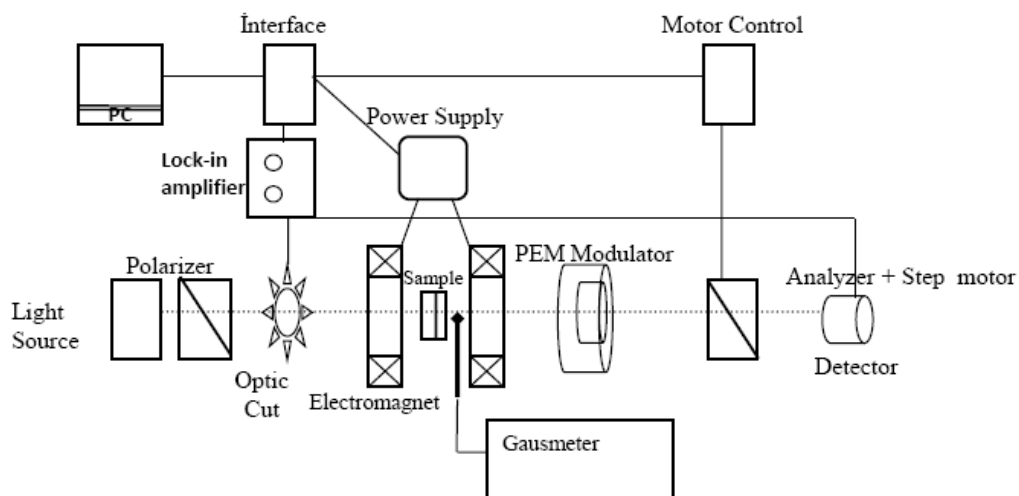 İnterface
Motor Control
PC
Power Supply
Lock-in
amplifier
Polarizer
Sample
PEM Modulator
Analyzer + Step motor
Light
Source
Optic
Cut
Electromagnet
Detector
Gausmeter